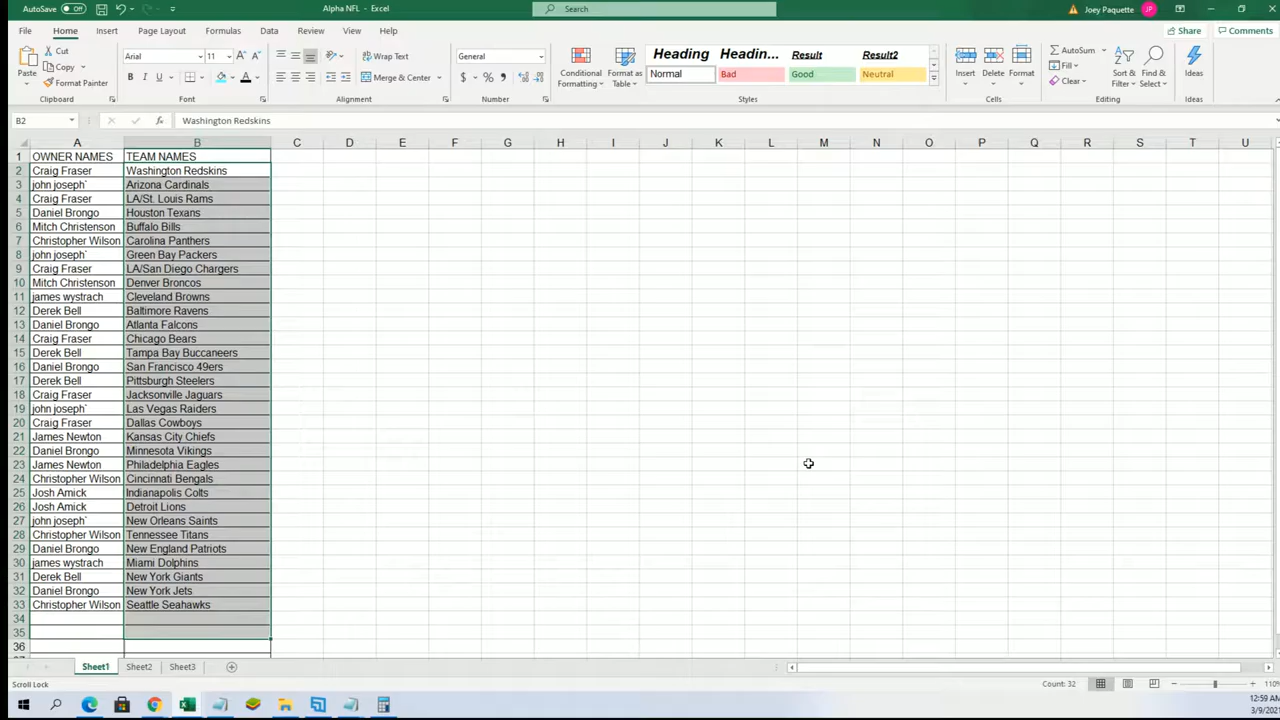 AutoSave Off Alpha NFL - Excel Search Joey Paquette JP
File Home Insert Page Layout Formulas Data Review View Help Share Comments
Cut Arial 11 Wrap Text General Heading Headin... Result Result2 AutoSum
Copy Fill
Paste Format Painter B I U Merge & Center $ % Conditional Formatting Format as Table Normal Bad Good Neutral Insert Delete Format Clear Sort & Filter Find & Select Ideas
Clipboard Font Alignment Number Styles Cells Editing Ideas
B2 Washington Redskins
A B C D E F G H I J K L M N O P Q R S T U
1 OWNER NAMES TEAM NAMES
2 Craig Fraser Washington Redskins
3 john joseph` Arizona Cardinals
4 Craig Fraser LA/St. Louis Rams
5 Daniel Brongo Houston Texans
6 Mitch Christenson Buffalo Bills
7 Christopher Wilson Carolina Panthers
8 john joseph` Green Bay Packers
9 Craig Fraser LA/San Diego Chargers
10 Mitch Christenson Denver Broncos
11 james wystrach Cleveland Browns
12 Derek Bell Baltimore Ravens
13 Daniel Brongo Atlanta Falcons
14 Craig Fraser Chicago Bears
15 Derek Bell Tampa Bay Buccaneers
16 Daniel Brongo San Francisco 49ers
17 Derek Bell Pittsburgh Steelers
18 Craig Fraser Jacksonville Jaguars
19 john joseph` Las Vegas Raiders
20 Craig Fraser Dallas Cowboys
21 James Newton Kansas City Chiefs
22 Daniel Brongo Minnesota Vikings
23 James Newton Philadelphia Eagles
24 Christopher Wilson Cincinnati Bengals
25 Josh Amick Indianapolis Colts
26 Josh Amick Detroit Lions
27 john joseph` New Orleans Saints
28 Christopher Wilson Tennessee Titans
29 Daniel Brongo New England Patriots
30 james wystrach Miami Dolphins
31 Derek Bell New York Giants
32 Daniel Brongo New York Jets
33 Christopher Wilson Seattle Seahawks
34
35
36
Sheet1 Sheet2 Sheet3
Scroll Lock Count: 32 110%
12:59 AM